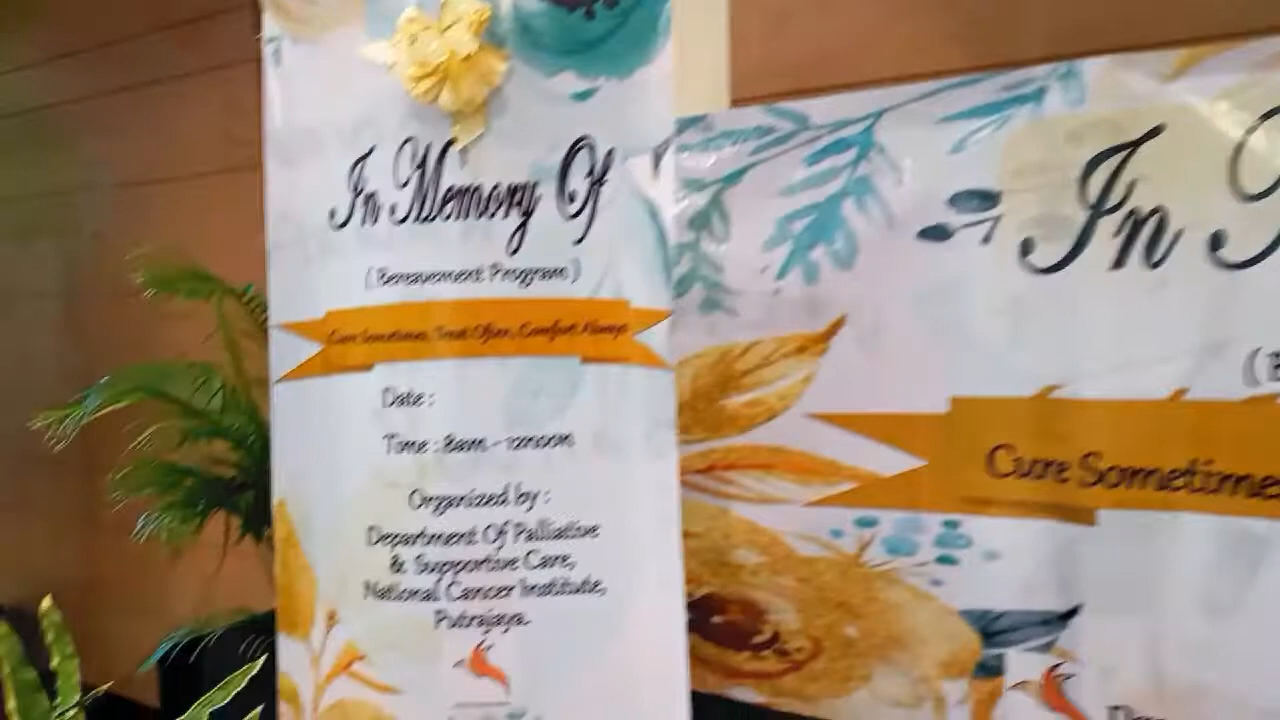 In Memory Of
( Beravement Program )
Cure Sometimes, Treat Often, Comfort Always
Date :
Time : 8am - 12noon
Organized by :
Department Of Palliative
& Supportive Care,
National Cancer Institute,
Putrajaya.
In
Cure Sometime